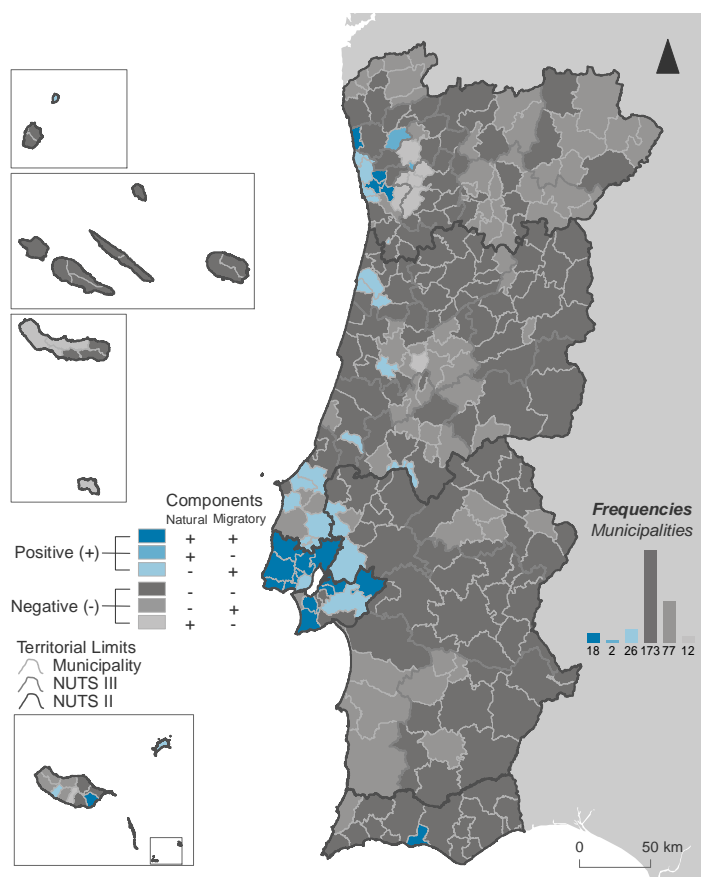 Components
Natural Migratory
Positive (+)
+ +
+ -
- +
Negative (-)
- -
- +
+ -
Territorial Limits
Municipality
NUTS III
NUTS II
Frequencies
Municipalities
18 2 26 173 77 12
0 50 km